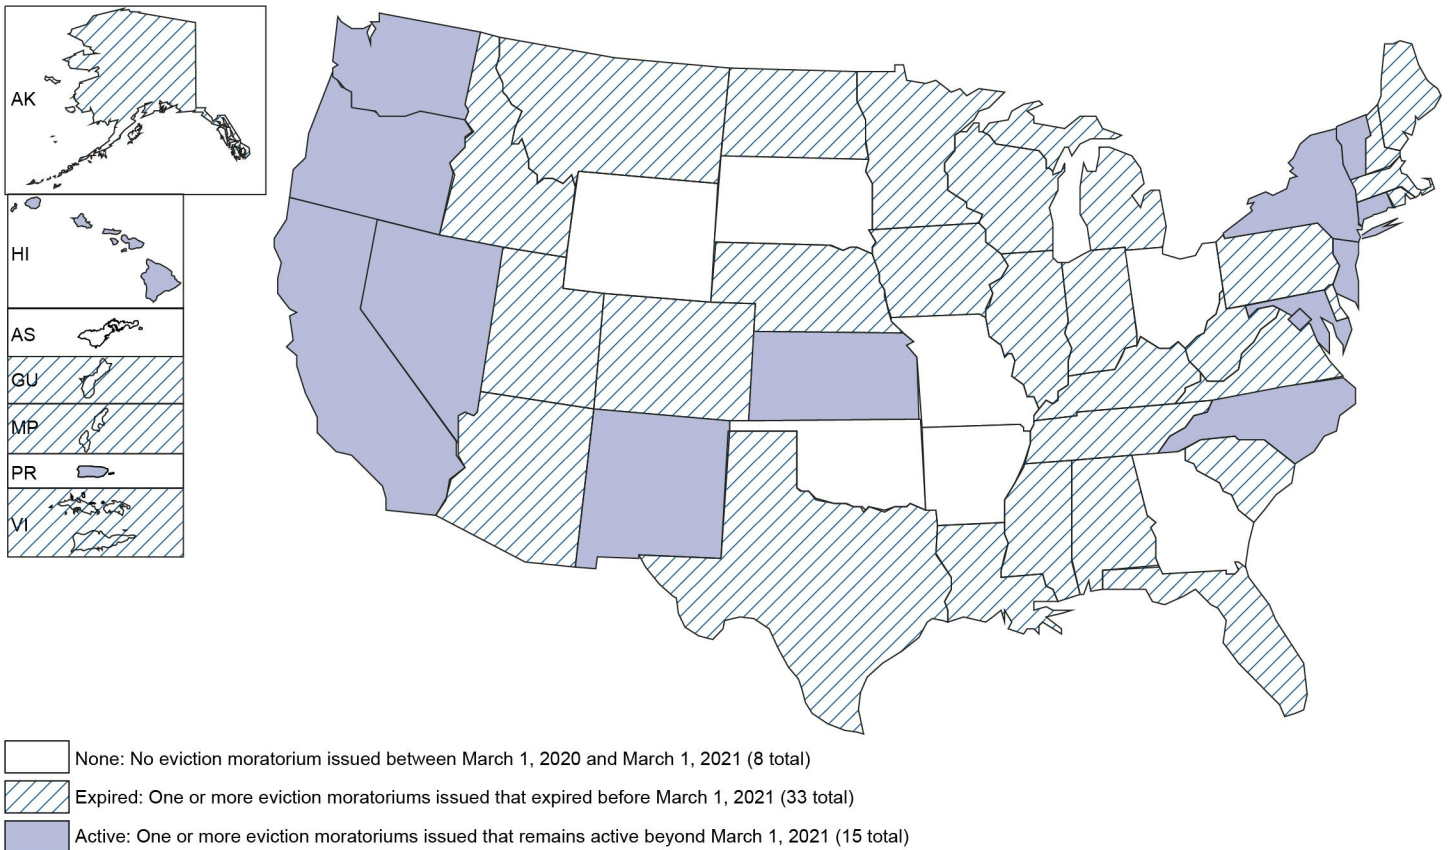 AK
HI
AS
GU
MP
PR
VI
None: No eviction moratorium issued between March 1, 2020 and March 1, 2021 (8 total)
Expired: One or more eviction moratoriums issued that expired before March 1, 2021 (33 total)
Active: One or more eviction moratoriums issued that remains active beyond March 1, 2021 (15 total)